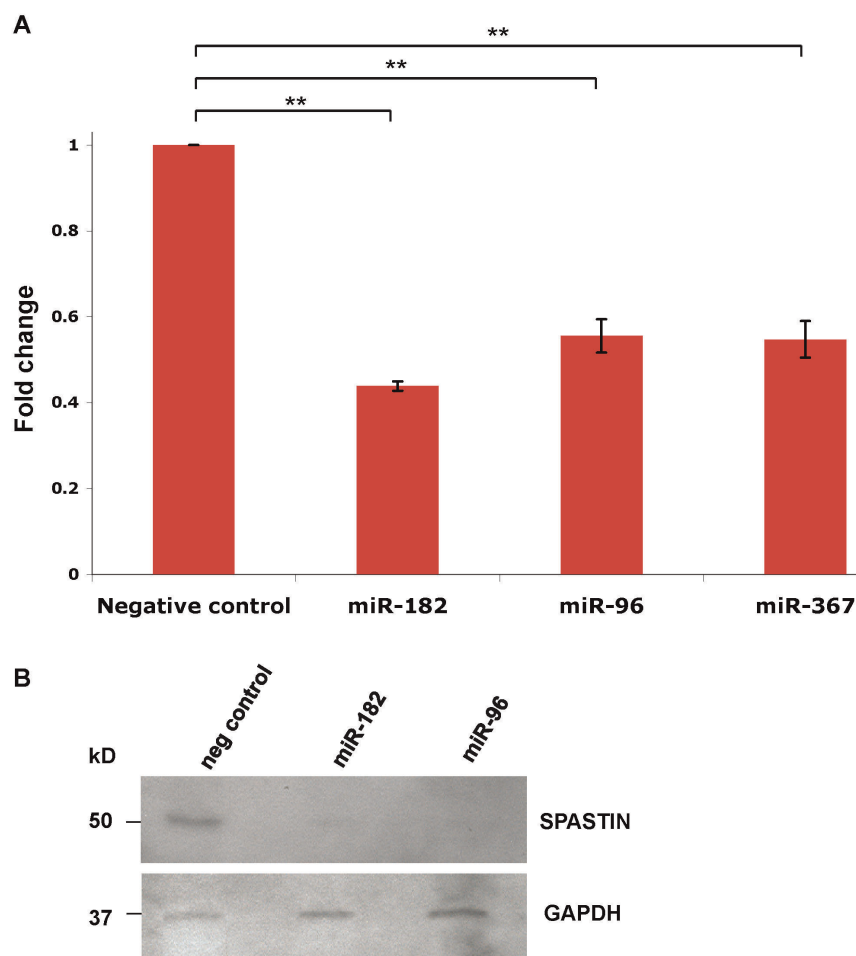 A
**
**
**
1
0.8
0.6
0.4
0.2
0
Fold change
Negative control miR-182 miR-96 miR-367
B
neg control miR-182 miR-96
kD
50 SPASTIN
37 GAPDH